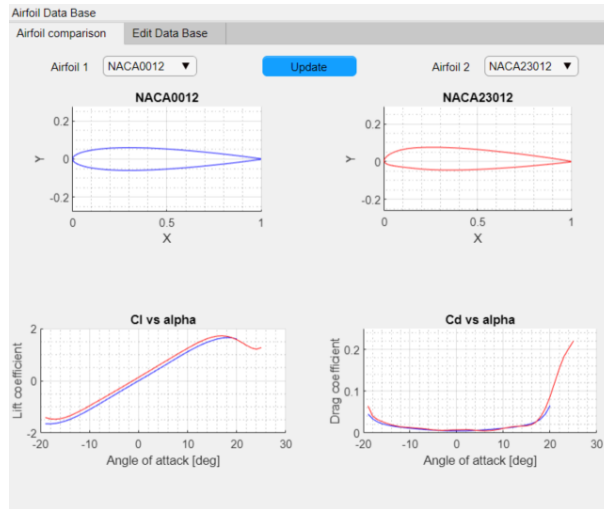 Airfoil Data Base
Airfoil comparison Edit Data Base
Airfoil 1 NACA0012 Update Airfoil 2 NACA23012
NACA0012 NACA23012
0.2 0.2
Y Y
0 0
-0.2 -0.2
0 0.5 1 0 0.5 1
X X
Cl vs alpha Cd vs alpha
Lift coefficient Drag coefficient
2 0.2
0 0.1
-2 0
-20 -10 0 10 20 30 -20 -10 0 10 20 30
Angle of attack [deg] Angle of attack [deg]